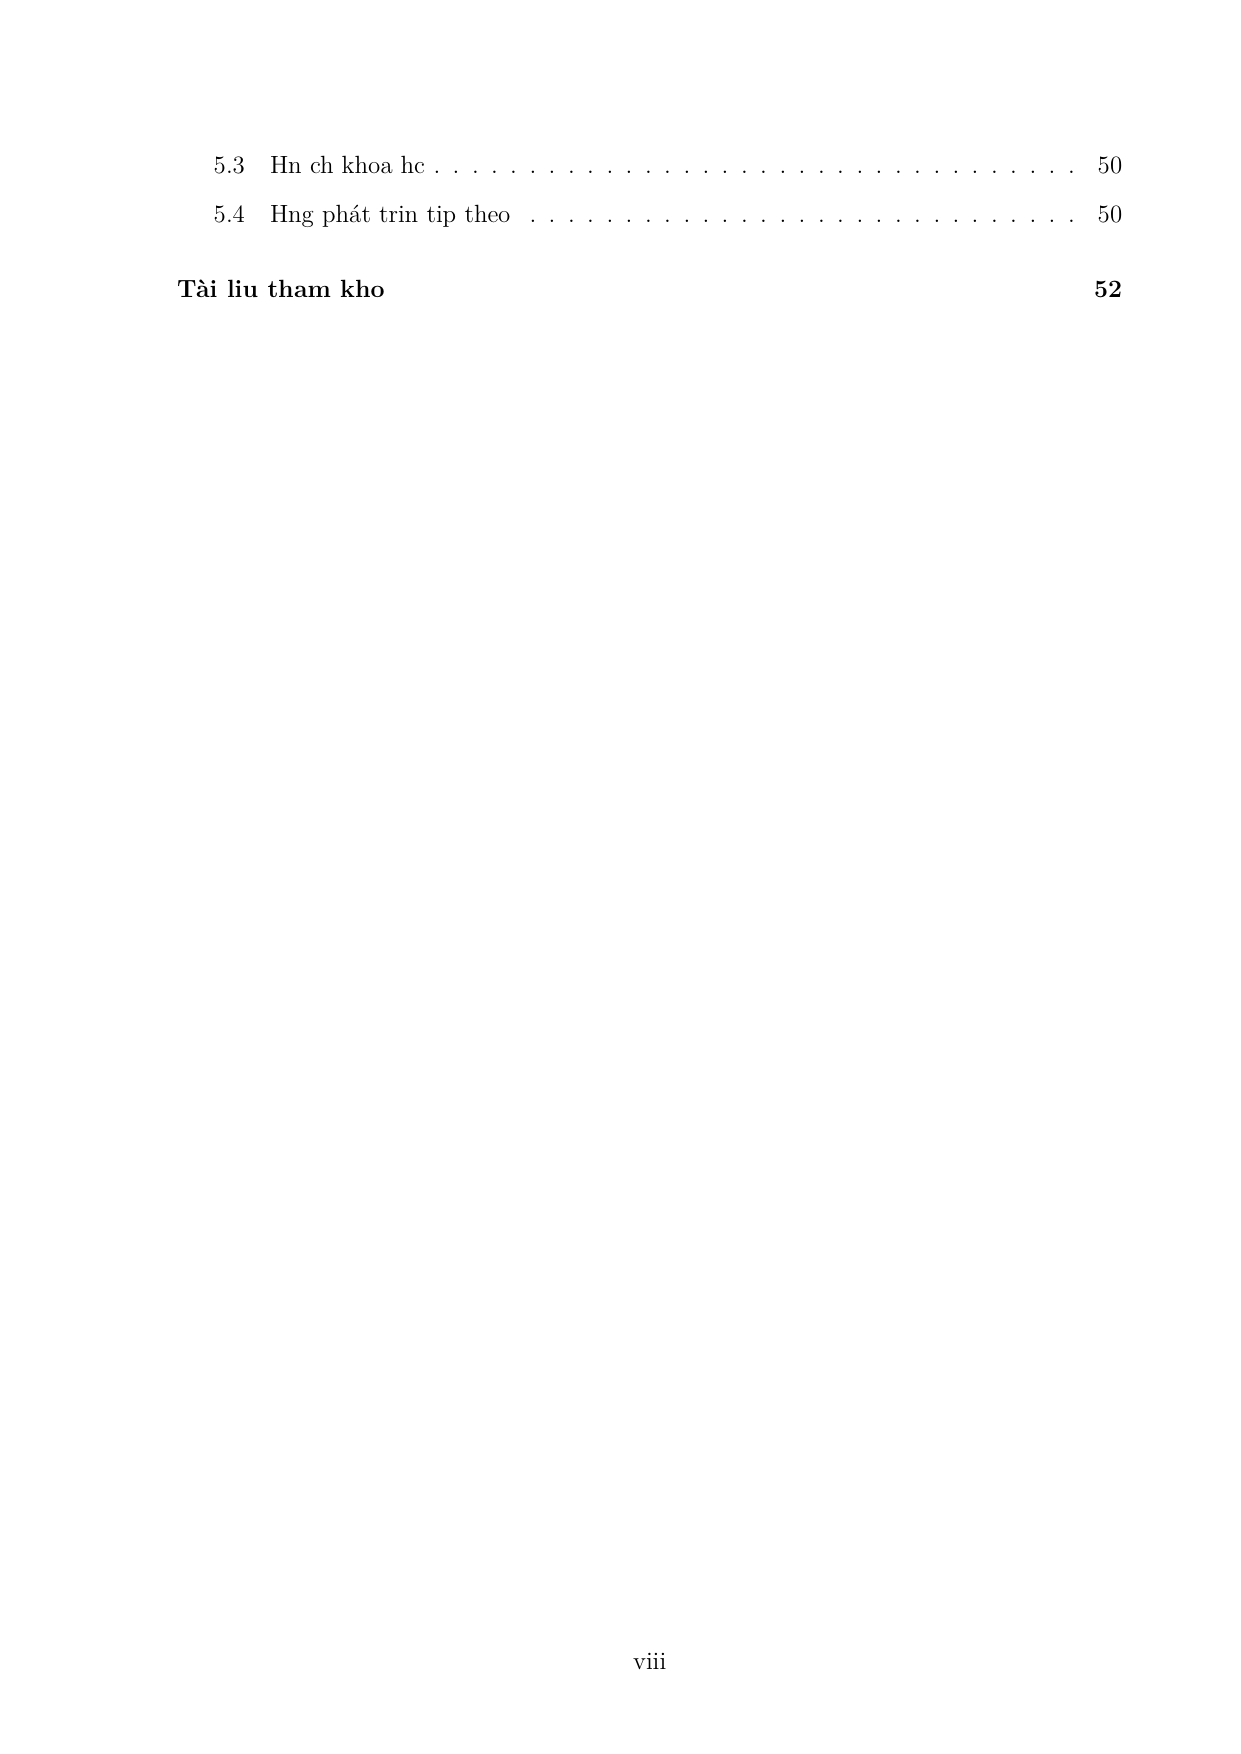 5.3 Hn ch khoa hc . . . . . . . . . . . . . . . . . . . . . . . . . . . . . . . . . . 50
5.4 Hng phát trin tip theo . . . . . . . . . . . . . . . . . . . . . . . . . . . . . 50
Tài liu tham kho 52
viii